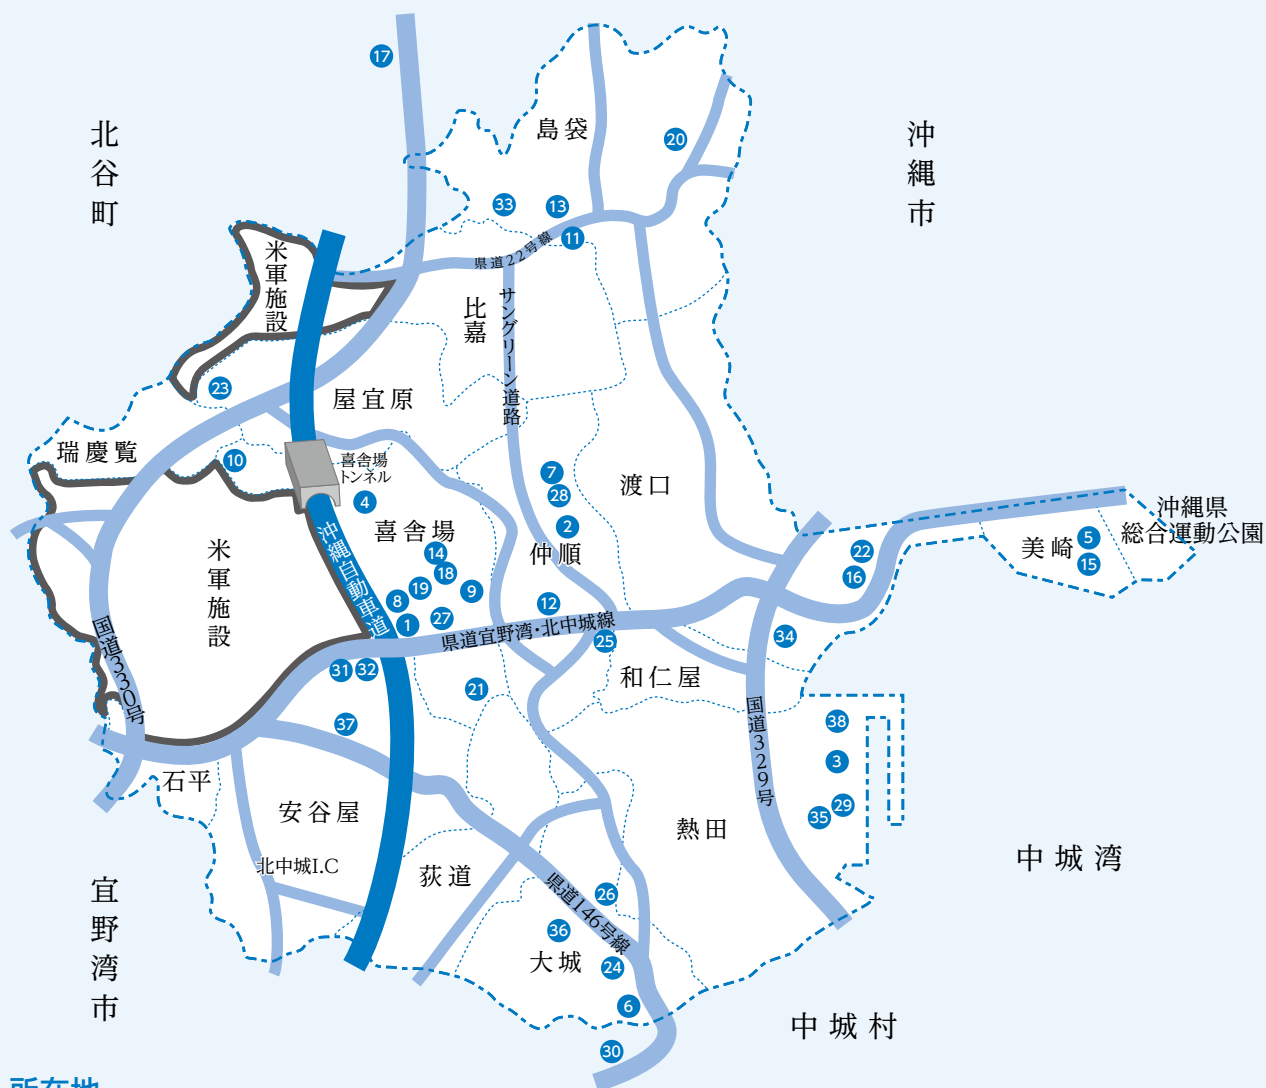 17
北谷町
島袋
20
沖縄市
33
13
11
県道22号線
米軍施設
比嘉
サングリーン道路
23
屋宜原
瑞慶覧
10
喜舎場
トンネル
4
7
28
2
渡口
喜舎場
仲順
沖縄自動車道
米軍施設
14
18
19
9
8
1
27
12
県道宜野湾・北中城線
25
22
16
美崎
5
15
沖縄県
総合運動公園
国道330号
31
32
21
和仁屋
34
37
国道329号
38
3
29
35
石平
安谷屋
北中城I.C
荻道
熱田
中城湾
宜野湾市
県道146号線
26
36
大城
24
6
30
中城村
所在地